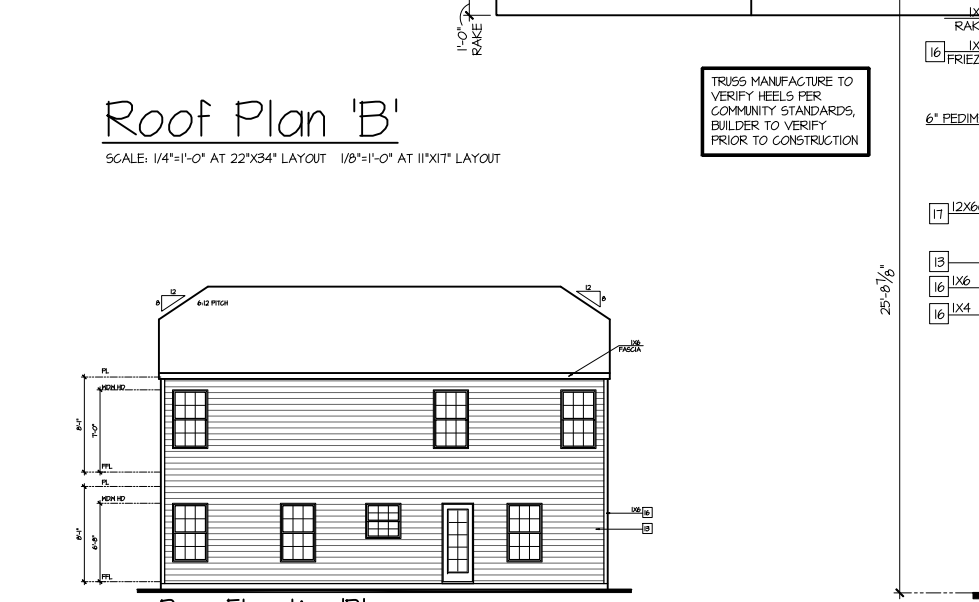 1'-0"
RAKE
1X
RAK
16
1X
FRIEZ
TRUSS MANUFACTURE TO
VERIFY HEELS PER
COMMUNITY STANDARDS,
BUILDER TO VERIFY
PRIOR TO CONSTRUCTION
Roof Plan 'B'
SCALE: 1/4"=1'-0" AT 22"X34" LAYOUT 1/8"=1'-0" AT 11"X17" LAYOUT
6" PEDIM
17 12X6
13
16 1X6
16 1X4
25'-8 7/8"
12
8
6:12 PITCH
12
8
1X6
FASCIA
PL
WDW HD
8'-1"
7'-0"
FFL
PL
WDW HD
8'-1"
6'-8"
FFL
1X6 16
13